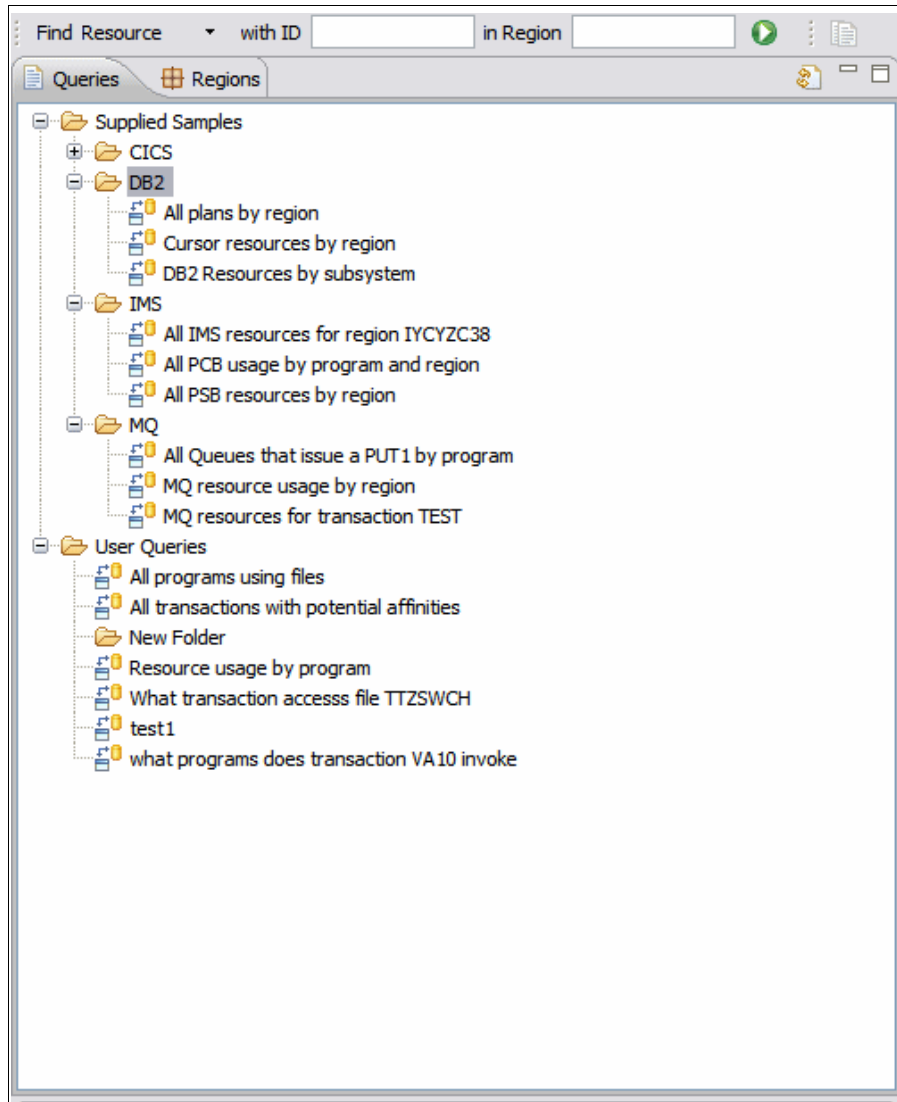 Find Resource with ID in Region
Queries Regions
Supplied Samples
CICS
DB2
All plans by region
Cursor resources by region
DB2 Resources by subsystem
IMS
All IMS resources for region IYCYZC38
All PCB usage by program and region
All PSB resources by region
MQ
All Queues that issue a PUT1 by program
MQ resource usage by region
MQ resources for transaction TEST
User Queries
All programs using files
All transactions with potential affinities
New Folder
Resource usage by program
What transaction accesss file TTZSWCH
test1
what programs does transaction VA10 invoke